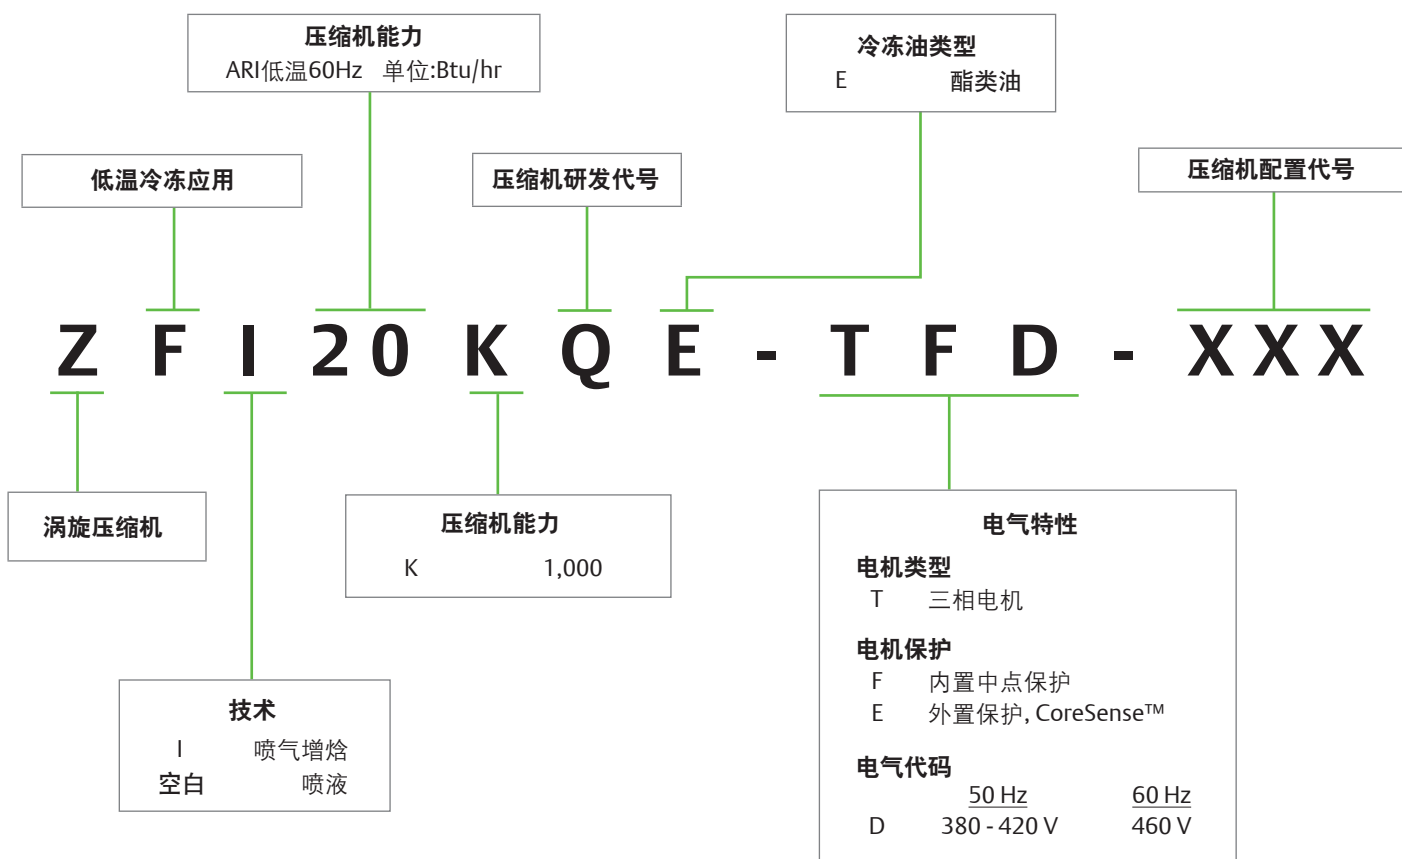 压缩机能力
ARI低温60Hz 单位:Btu/hr
冷冻油类型
E 酯类油
低温冷冻应用
压缩机研发代号
压缩机配置代号
Z F I 2 0 K Q E - T F D - X X X
涡旋压缩机
压缩机能力
K 1,000
技术
I 喷气增焓
空白 喷液
电气特性
电机类型
T 三相电机
电机保护
F 内置中点保护
E 外置保护, CoreSense™
电气代码
50 Hz 60 Hz
D 380 - 420 V 460 V